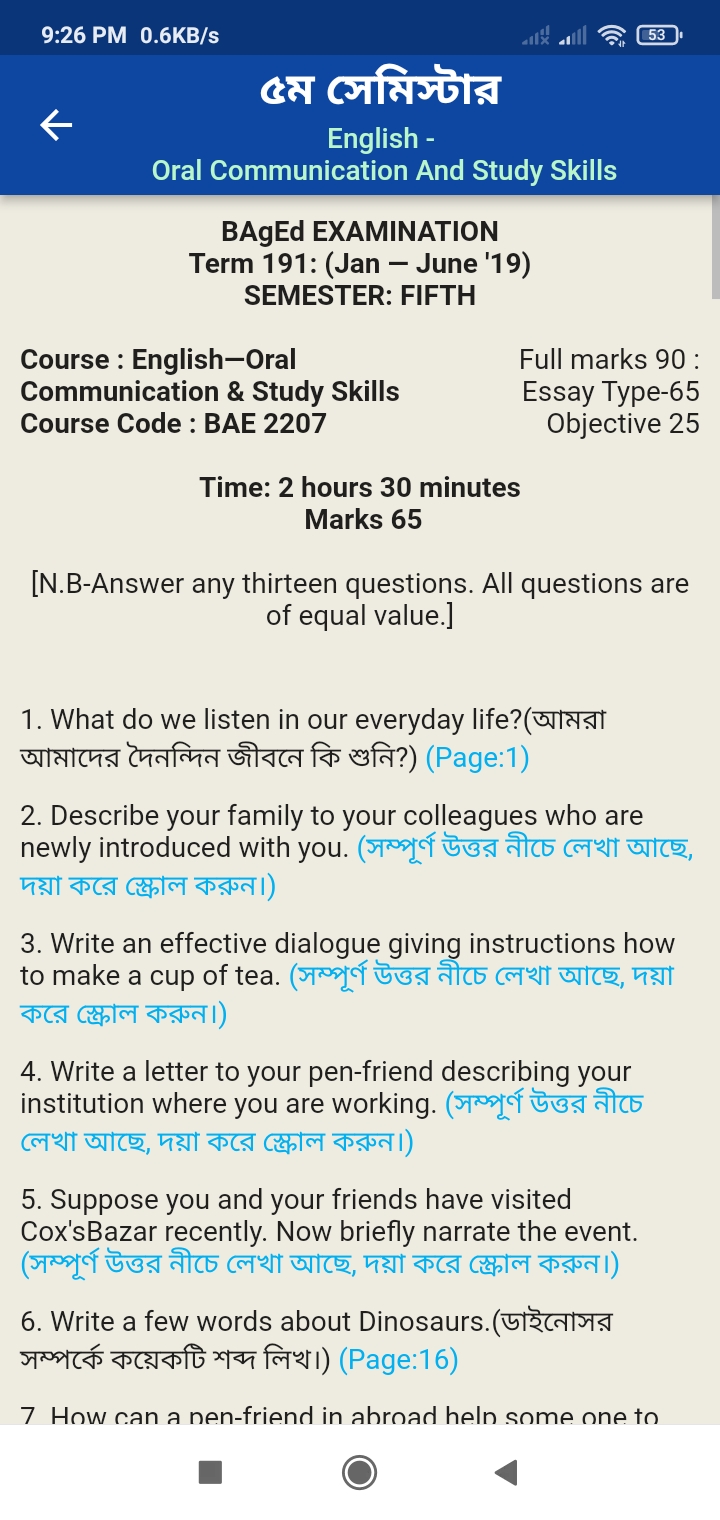 9:26 PM 0.6KB/s
53
৫ম সেমিস্টার
English -
Oral Communication And Study Skills
BAgEd EXAMINATION
Term 191: (Jan — June '19)
SEMESTER: FIFTH
Course : English—Oral
Communication & Study Skills
Course Code : BAE 2207
Full marks 90 :
Essay Type-65
Objective 25
Time: 2 hours 30 minutes
Marks 65
[N.B-Answer any thirteen questions. All questions are
of equal value.]
1. What do we listen in our everyday life?(আমরা
আমাদের দৈনন্দিন জীবনে কি শুনি?) (Page:1)
2. Describe your family to your colleagues who are
newly introduced with you. (সম্পূর্ণ উত্তর নীচে লেখা আছে,
দয়া করে স্ক্রোল করুন।)
3. Write an effective dialogue giving instructions how
to make a cup of tea. (সম্পূর্ণ উত্তর নীচে লেখা আছে, দয়া
করে স্ক্রোল করুন।)
4. Write a letter to your pen-friend describing your
institution where you are working. (সম্পূর্ণ উত্তর নীচে
লেখা আছে, দয়া করে স্ক্রোল করুন।)
5. Suppose you and your friends have visited
Cox'sBazar recently. Now briefly narrate the event.
(সম্পূর্ণ উত্তর নীচে লেখা আছে, দয়া করে স্ক্রোল করুন।)
6. Write a few words about Dinosaurs.(ডাইনোসর
সম্পর্কে কয়েকটি শব্দ লিখ।) (Page:16)
7. How can a pen-friend in abroad help some one to